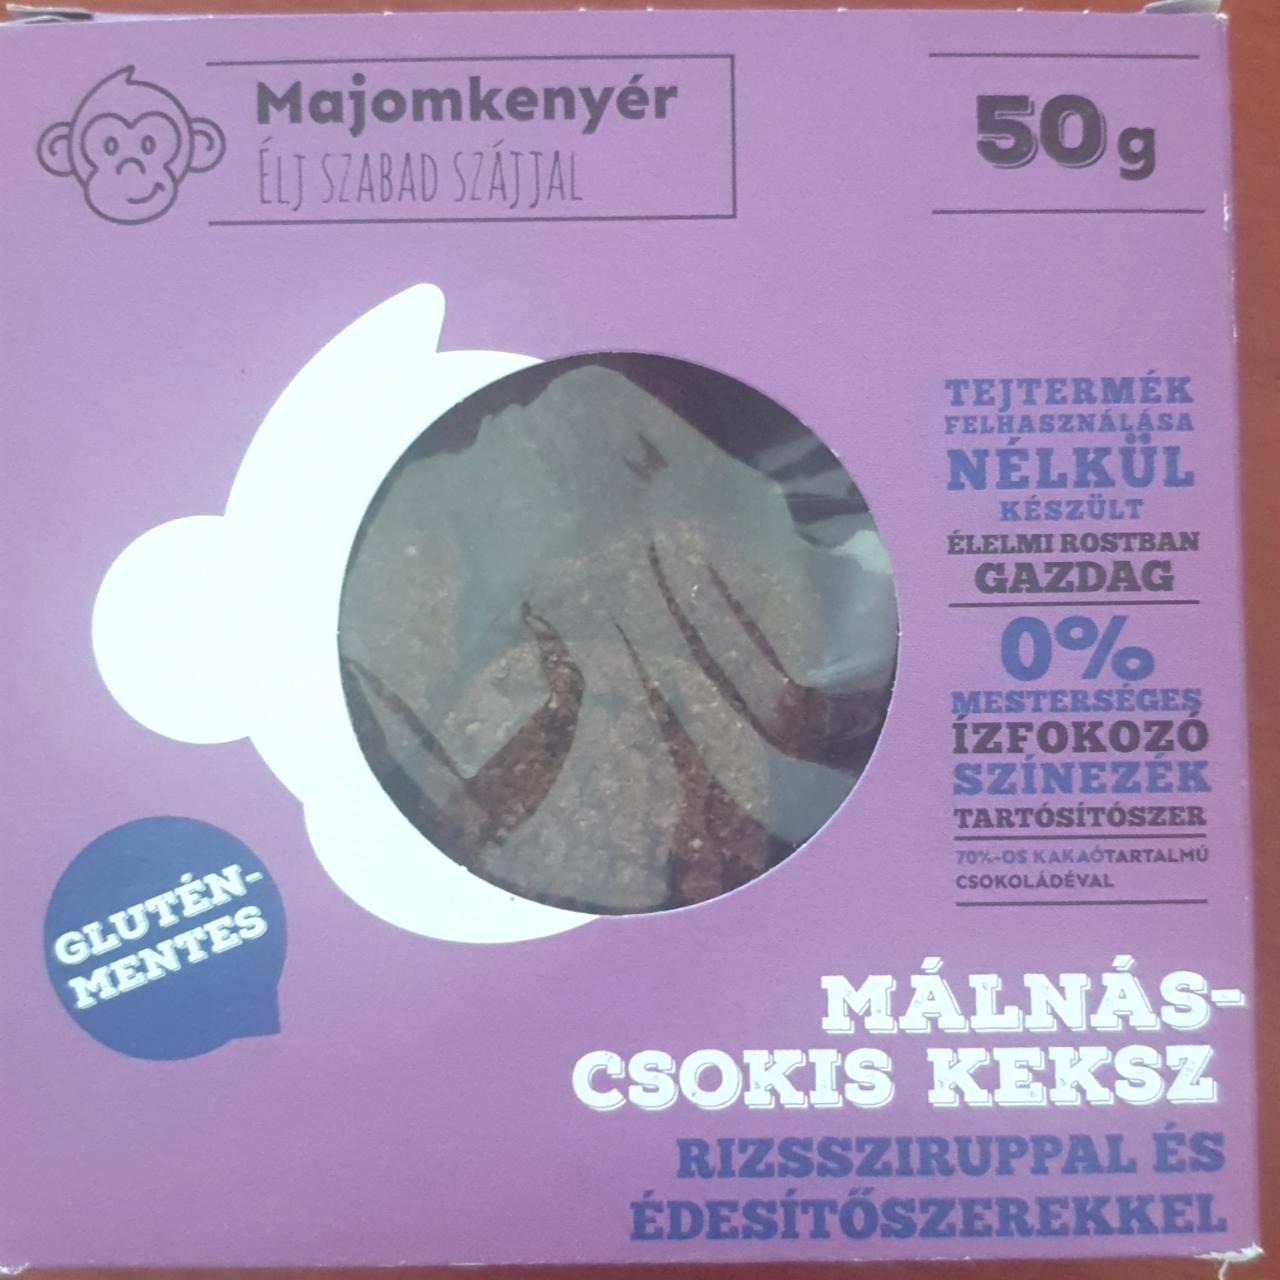 Majomkenyér
ÉLJ SZABAD SZÁJJAL
50g
TEJTERMÉK
FELHASZNÁLÁSA
NÉLKÜL
KÉSZÜLT
ÉLELMI ROSTBAN
GAZDAG
0%
MESTERSÉGES
ÍZFOKOZÓ
SZÍNEZÉK
TARTÓSÍTÓSZER
70%-OS KAKAÓTARTALMÚ
CSOKOLÁDÉVAL
GLUTÉN-
MENTES
MÁLNÁS-
CSOKIS KEKSZ
RIZSSZIRUPPAL ÉS
ÉDESÍTŐSZEREKKEL